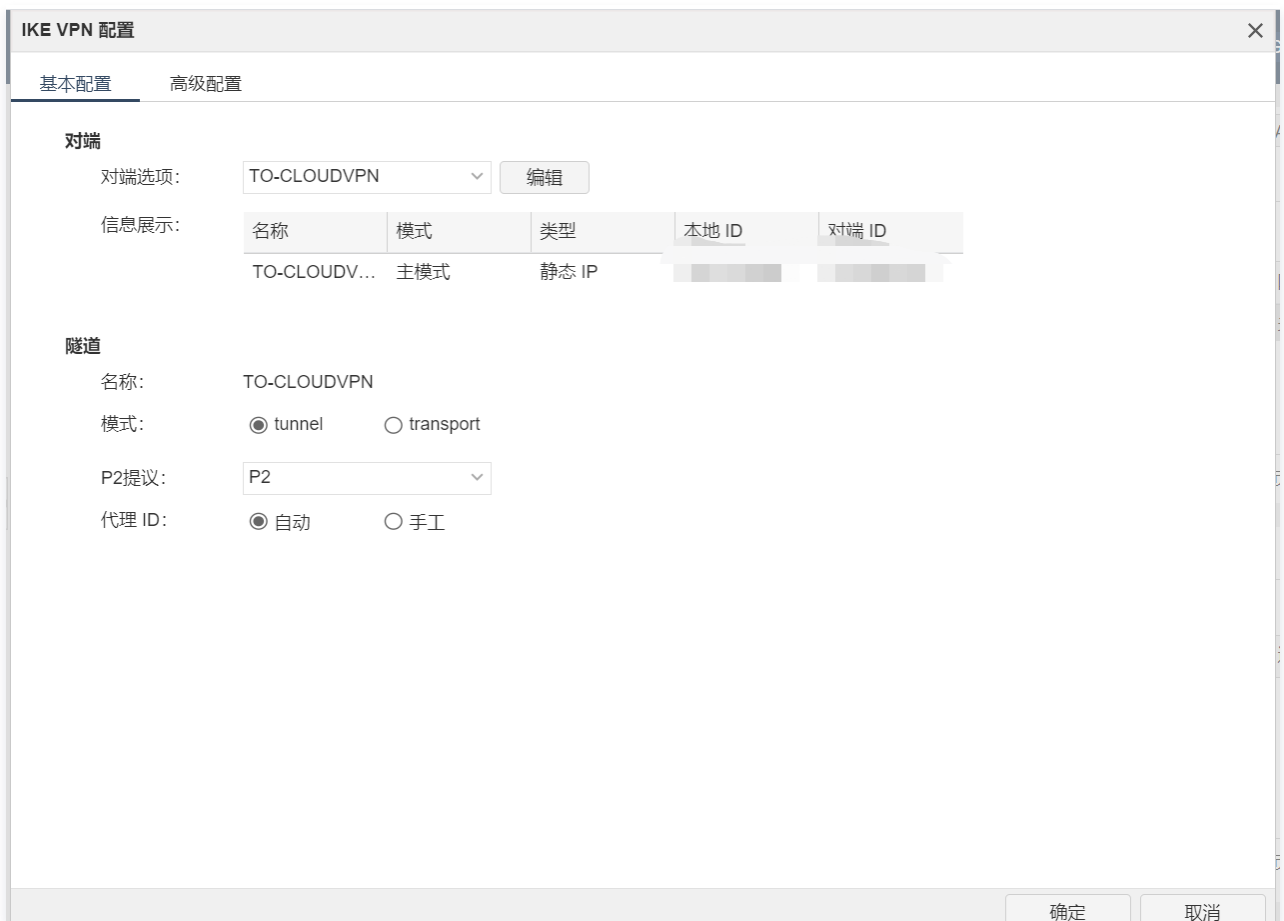 IKE VPN 配置
基本配置 高级配置
对端
对端选项: TO-CLOUDVPN 编辑
信息展示: 名称 模式 类型 本地 ID 对端 ID
TO-CLOUDV... 主模式 静态 IP
隧道
名称: TO-CLOUDVPN
模式: tunnel transport
P2提议: P2
代理 ID: 自动 手工
确定 取消